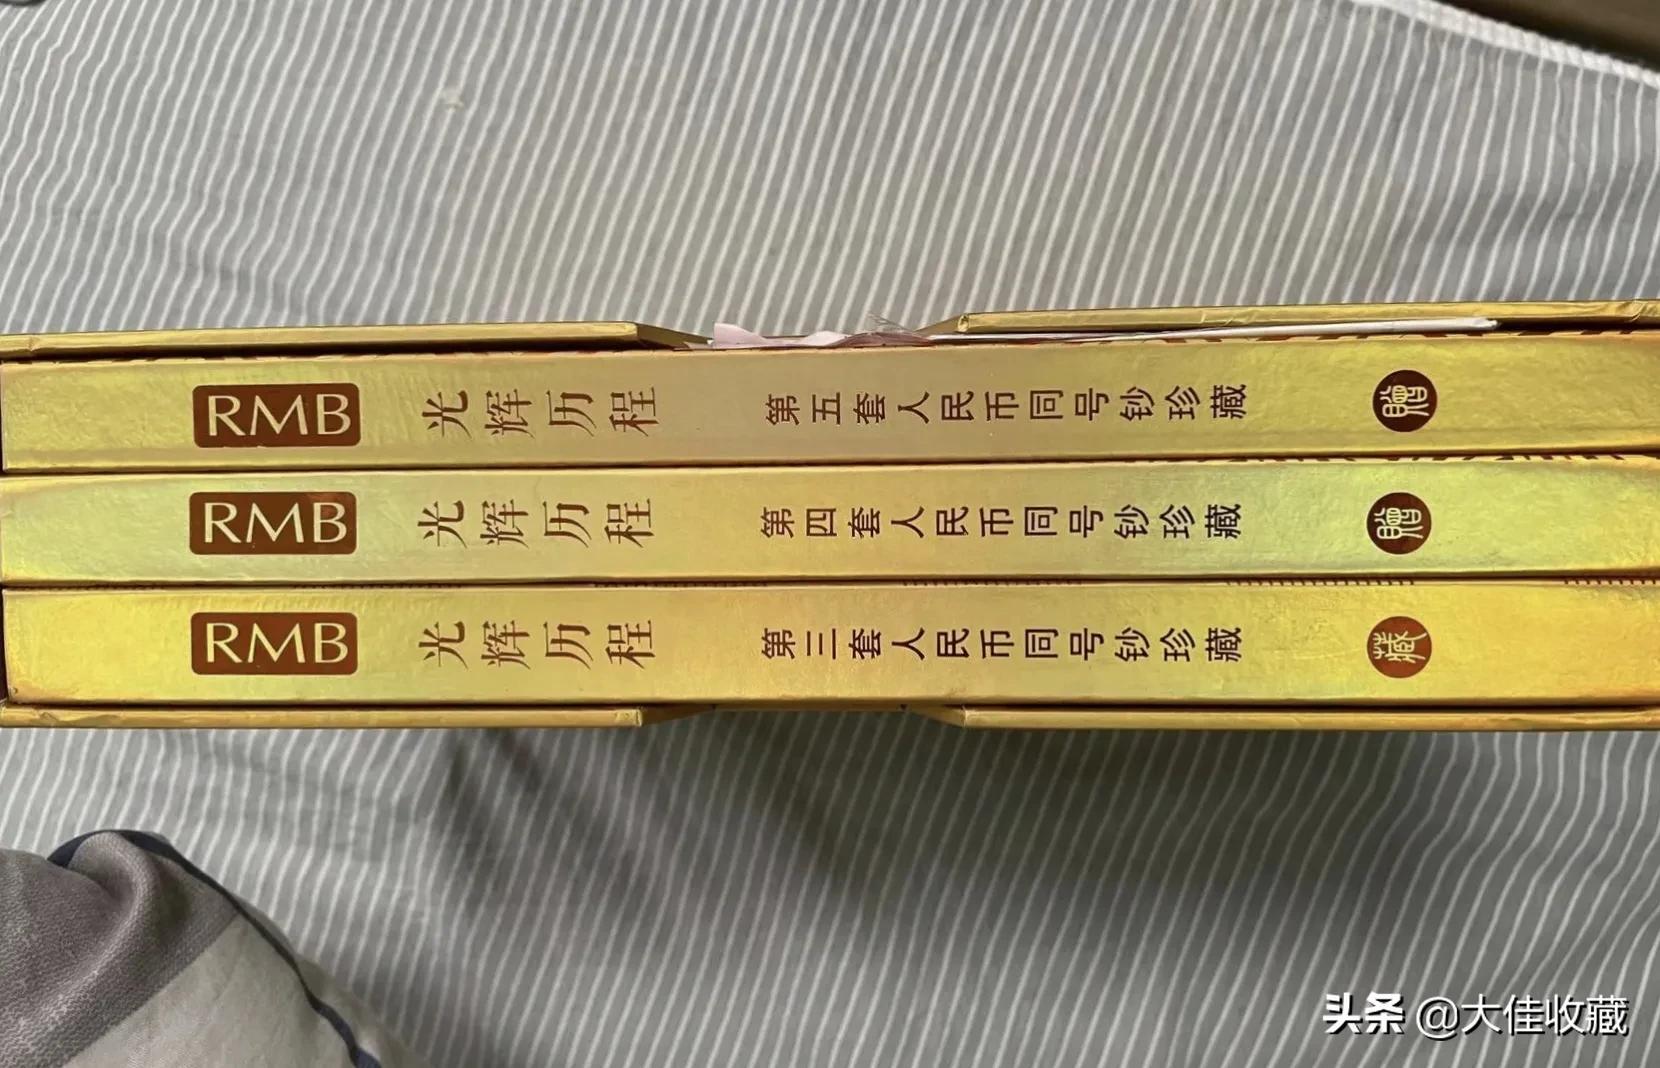 RMB 光辉历程 第五套人民币同号钞珍藏 贈
RMB 光辉历程 第四套人民币同号钞珍藏 贈
RMB 光辉历程 第三套人民币同号钞珍藏 藏
头条 @大佳收藏